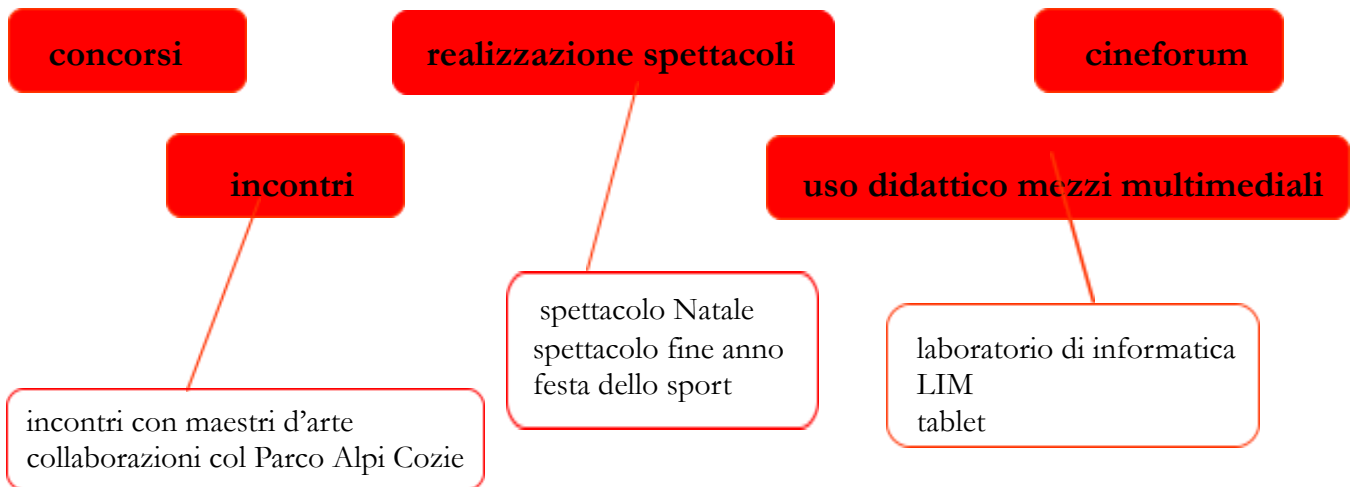 concorsi
realizzazione spettacoli
cineforum
incontri
uso didattico mezzi multimediali
spettacolo Natale
spettacolo fine anno
festa dello sport
laboratorio di informatica
LIM
tablet
incontri con maestri d'arte
collaborazioni col Parco Alpi Cozie